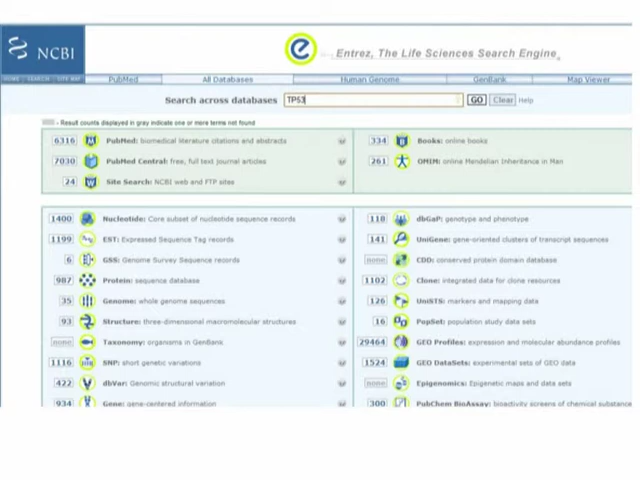 NCBI
Entrez, The Life Sciences Search Engine
HOME SEARCH SITE MAP
PubMed All Databases Human Genome GenBank Map Viewer
Search across databases TP53 GO Clear Help
- Result counts displayed in gray indicate one or more terms not found
6316 PubMed: biomedical literature citations and abstracts
7030 PubMed Central: free, full text journal articles
24 Site Search: NCBI web and FTP sites
334 Books: online books
261 OMIM: online Mendelian Inheritance in Man
1400 Nucleotide: Core subset of nucleotide sequence records
1199 EST: Expressed Sequence Tag records
6 GSS: Genome Survey Sequence records
987 Protein: sequence database
35 Genome: whole genome sequences
93 Structure: three-dimensional macromolecular structures
none Taxonomy: organisms in GenBank
1116 SNP: short genetic variations
422 dbVar: Genomic structural variation
934 Gene: gene-centered information
118 dbGaP: genotype and phenotype
141 UniGene: gene-oriented clusters of transcript sequences
none CDD: conserved protein domain database
1102 Clone: integrated data for clone resources
126 UniSTS: markers and mapping data
16 PopSet: population study data sets
29464 GEO Profiles: expression and molecular abundance profiles
1524 GEO DataSets: experimental sets of GEO data
none Epigenomics: Epigenetic maps and data sets
300 PubChem BioAssay: bioactivity screens of chemical substance